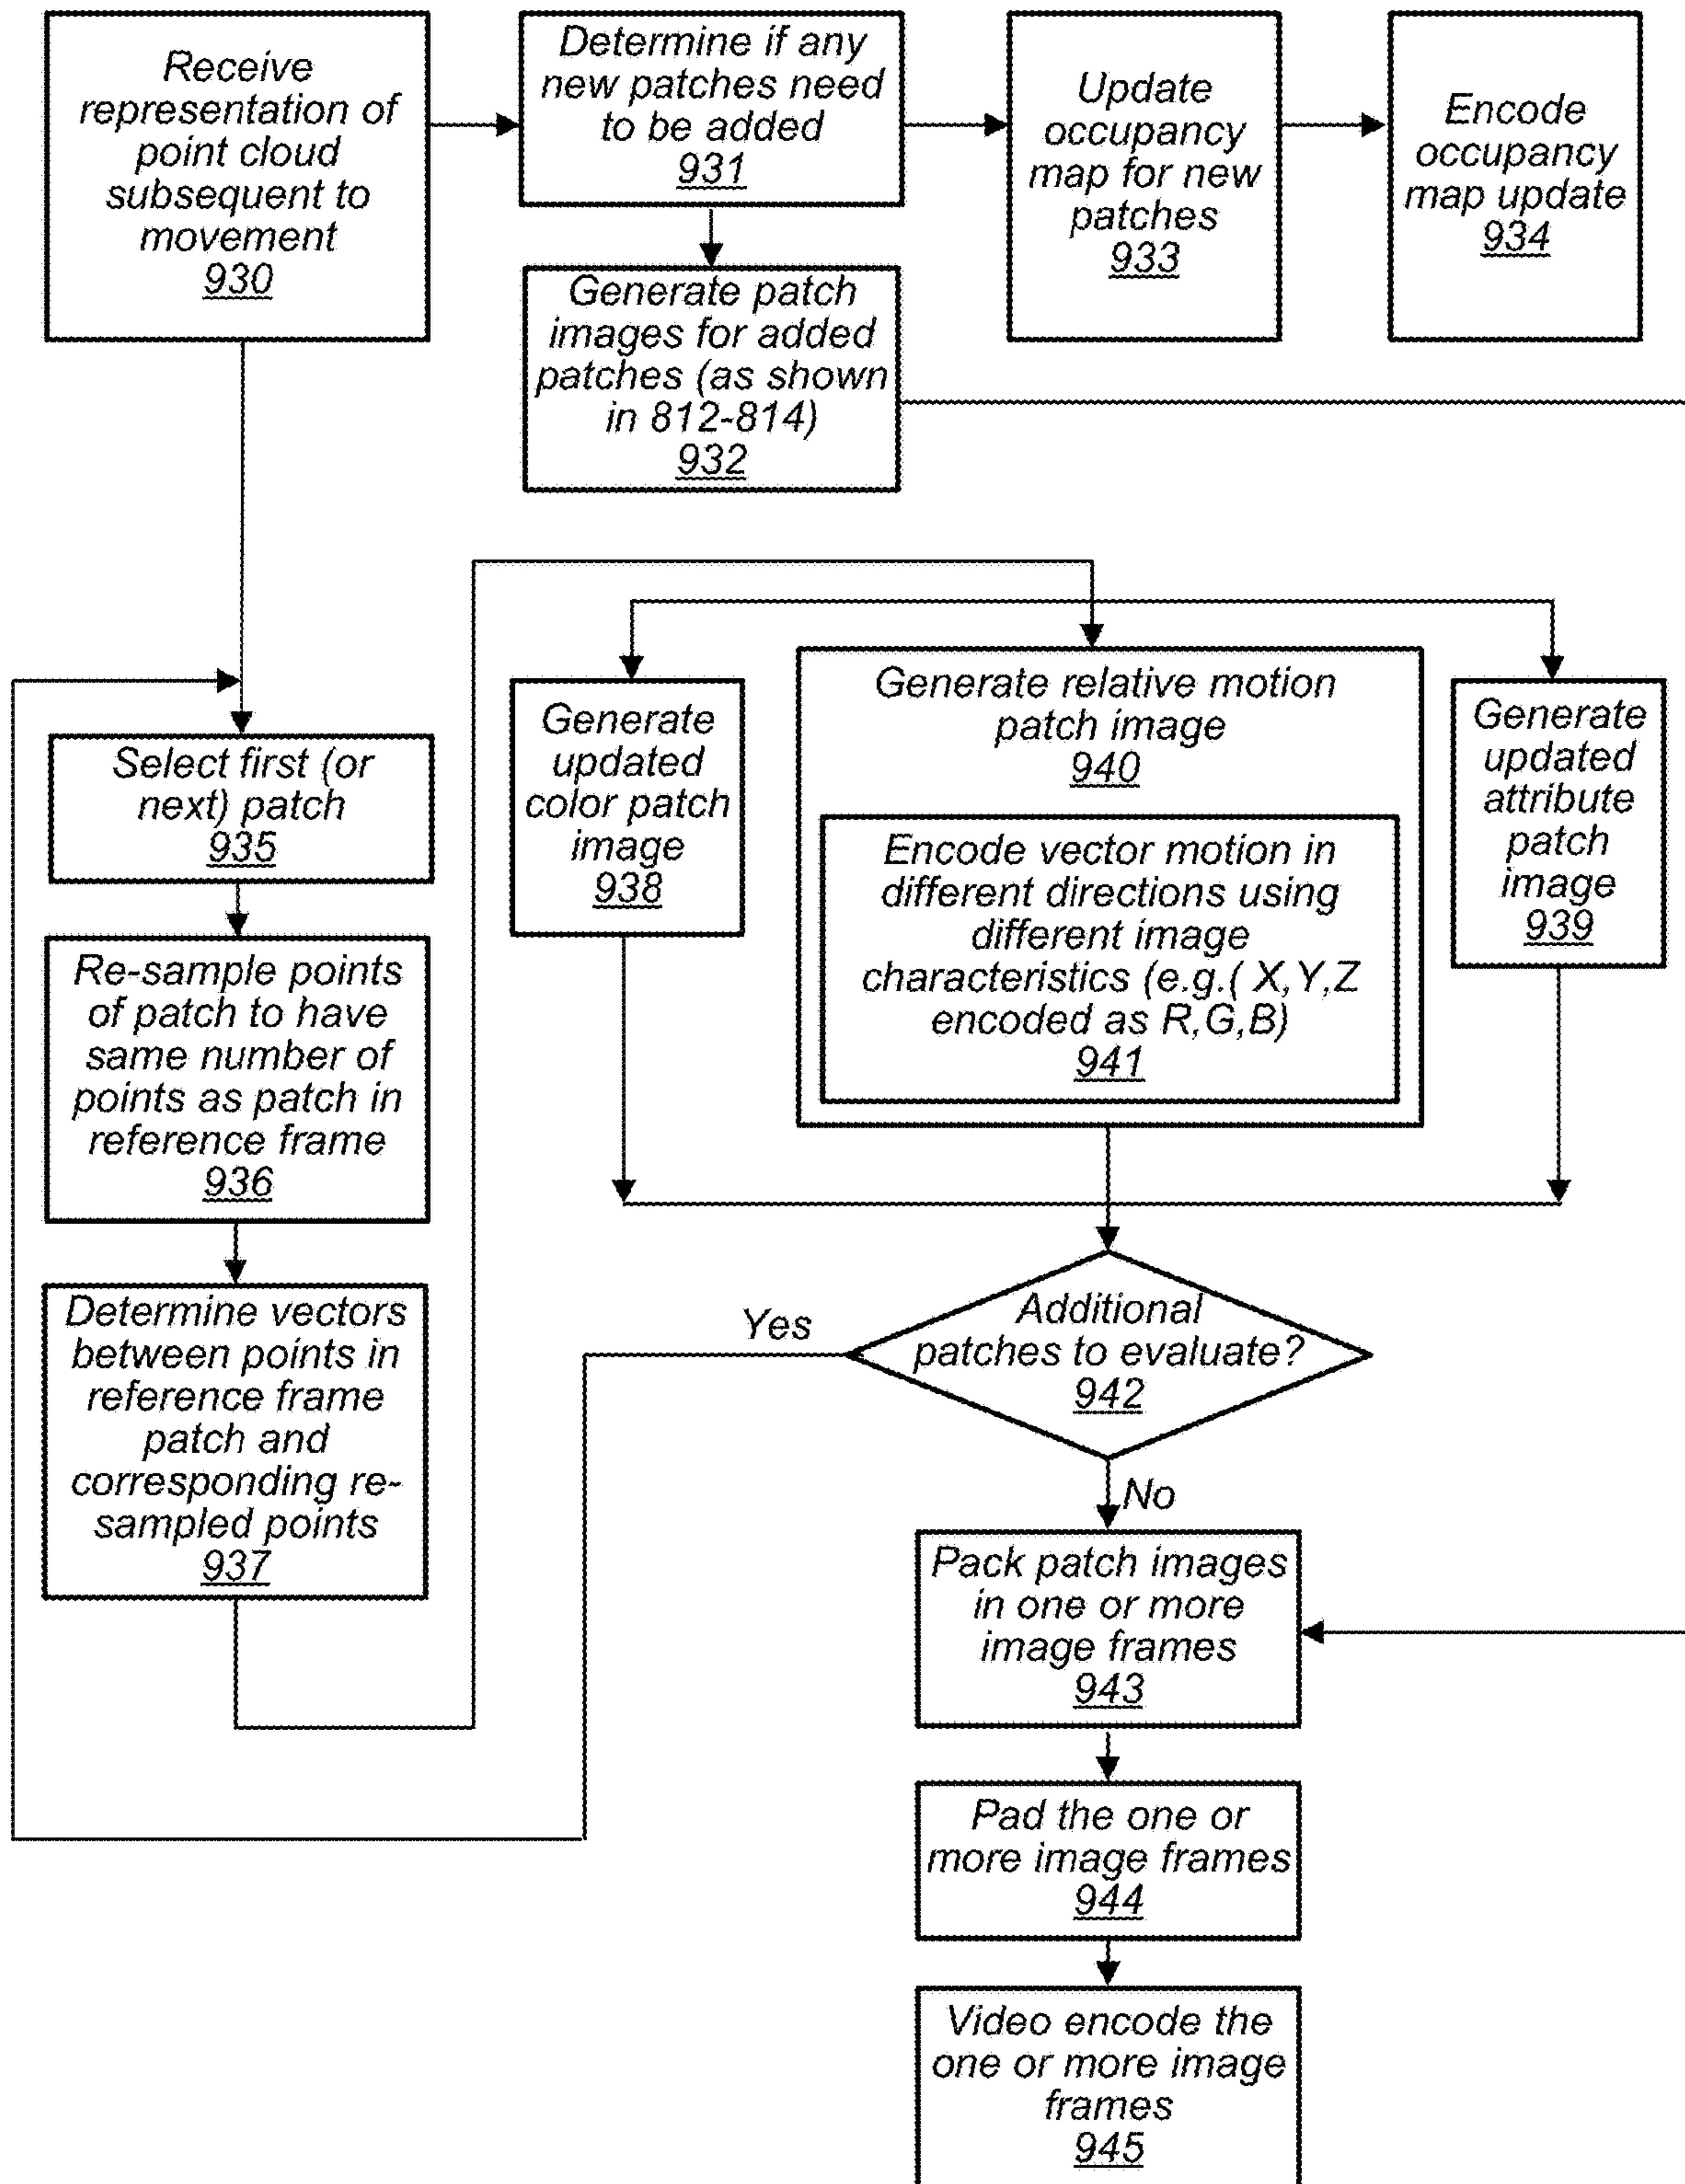 Receive
representation of
point cloud
subsequent to
movement
930
Determine if any
new patches need
to be added
931
Update
occupancy
map for new
patches
933
Encode
occupancy
map update
934
Generate patch
images for added
patches (as shown
in 812-814)
932
Select first (or
next) patch
935
Re-sample points
of patch to have
same number of
points as patch in
reference frame
936
Determine vectors
between points in
reference frame
patch and
corresponding re-
sampled points
937
Generate
updated
color patch
image
938
Generate relative motion
patch image
940
Encode vector motion in
different directions using
different image
characteristics (e.g.( X,Y,Z
encoded as R,G,B)
941
Generate
updated
attribute
patch
image
939
Additional
patches to evaluate?
942
Yes
No
Pack patch images
in one or more
image frames
943
Pad the one or
more image frames
944
Video encode the
one or more image
frames
945